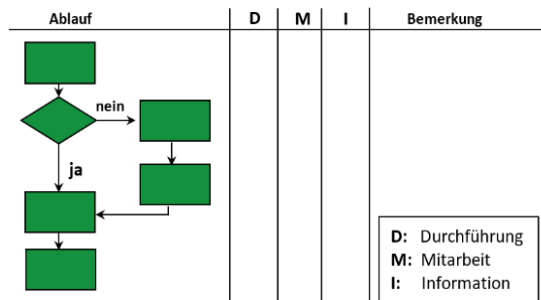 Ablauf D M I Bemerkung
nein
ja
D: Durchführung
M: Mitarbeit
I: Information